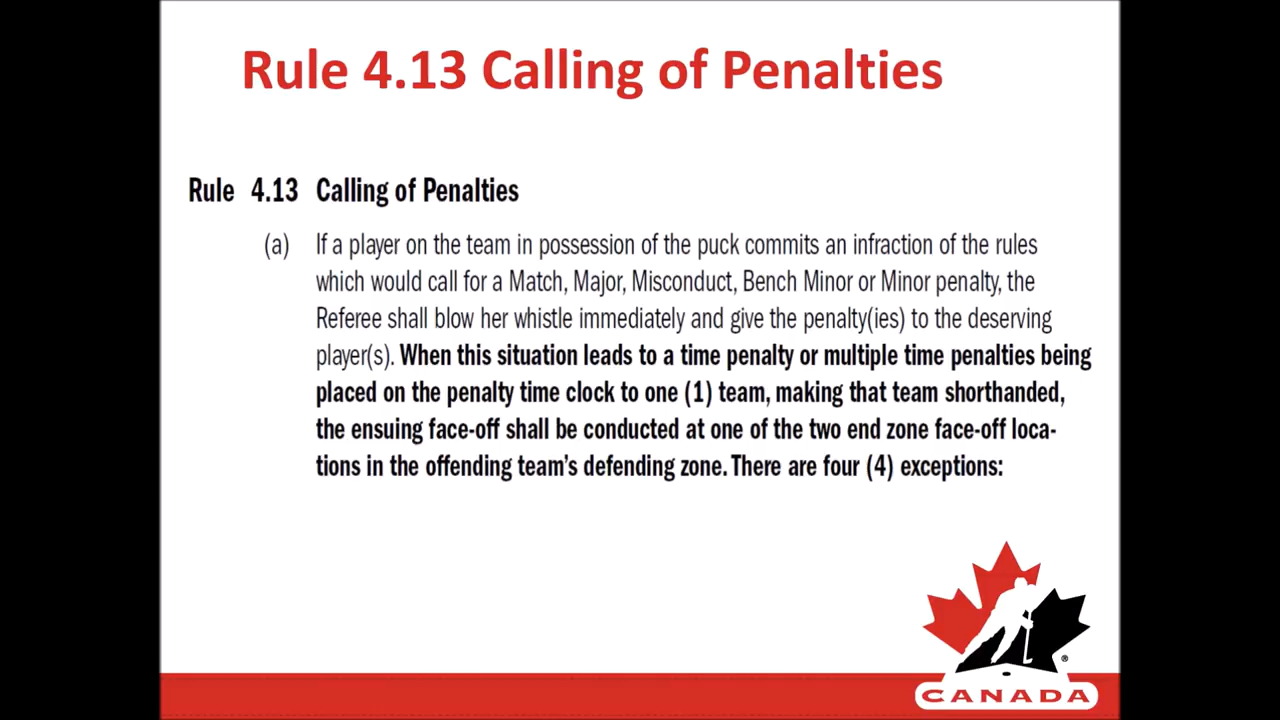 Rule 4.13 Calling of Penalties
Rule 4.13 Calling of Penalties
(a) If a player on the team in possession of the puck commits an infraction of the rules
which would call for a Match, Major, Misconduct, Bench Minor or Minor penalty, the
Referee shall blow her whistle immediately and give the penalty(ies) to the deserving
player(s). When this situation leads to a time penalty or multiple time penalties being
placed on the penalty time clock to one (1) team, making that team shorthanded,
the ensuing face-off shall be conducted at one of the two end zone face-off loca-
tions in the offending team's defending zone. There are four (4) exceptions:
®
CANADA